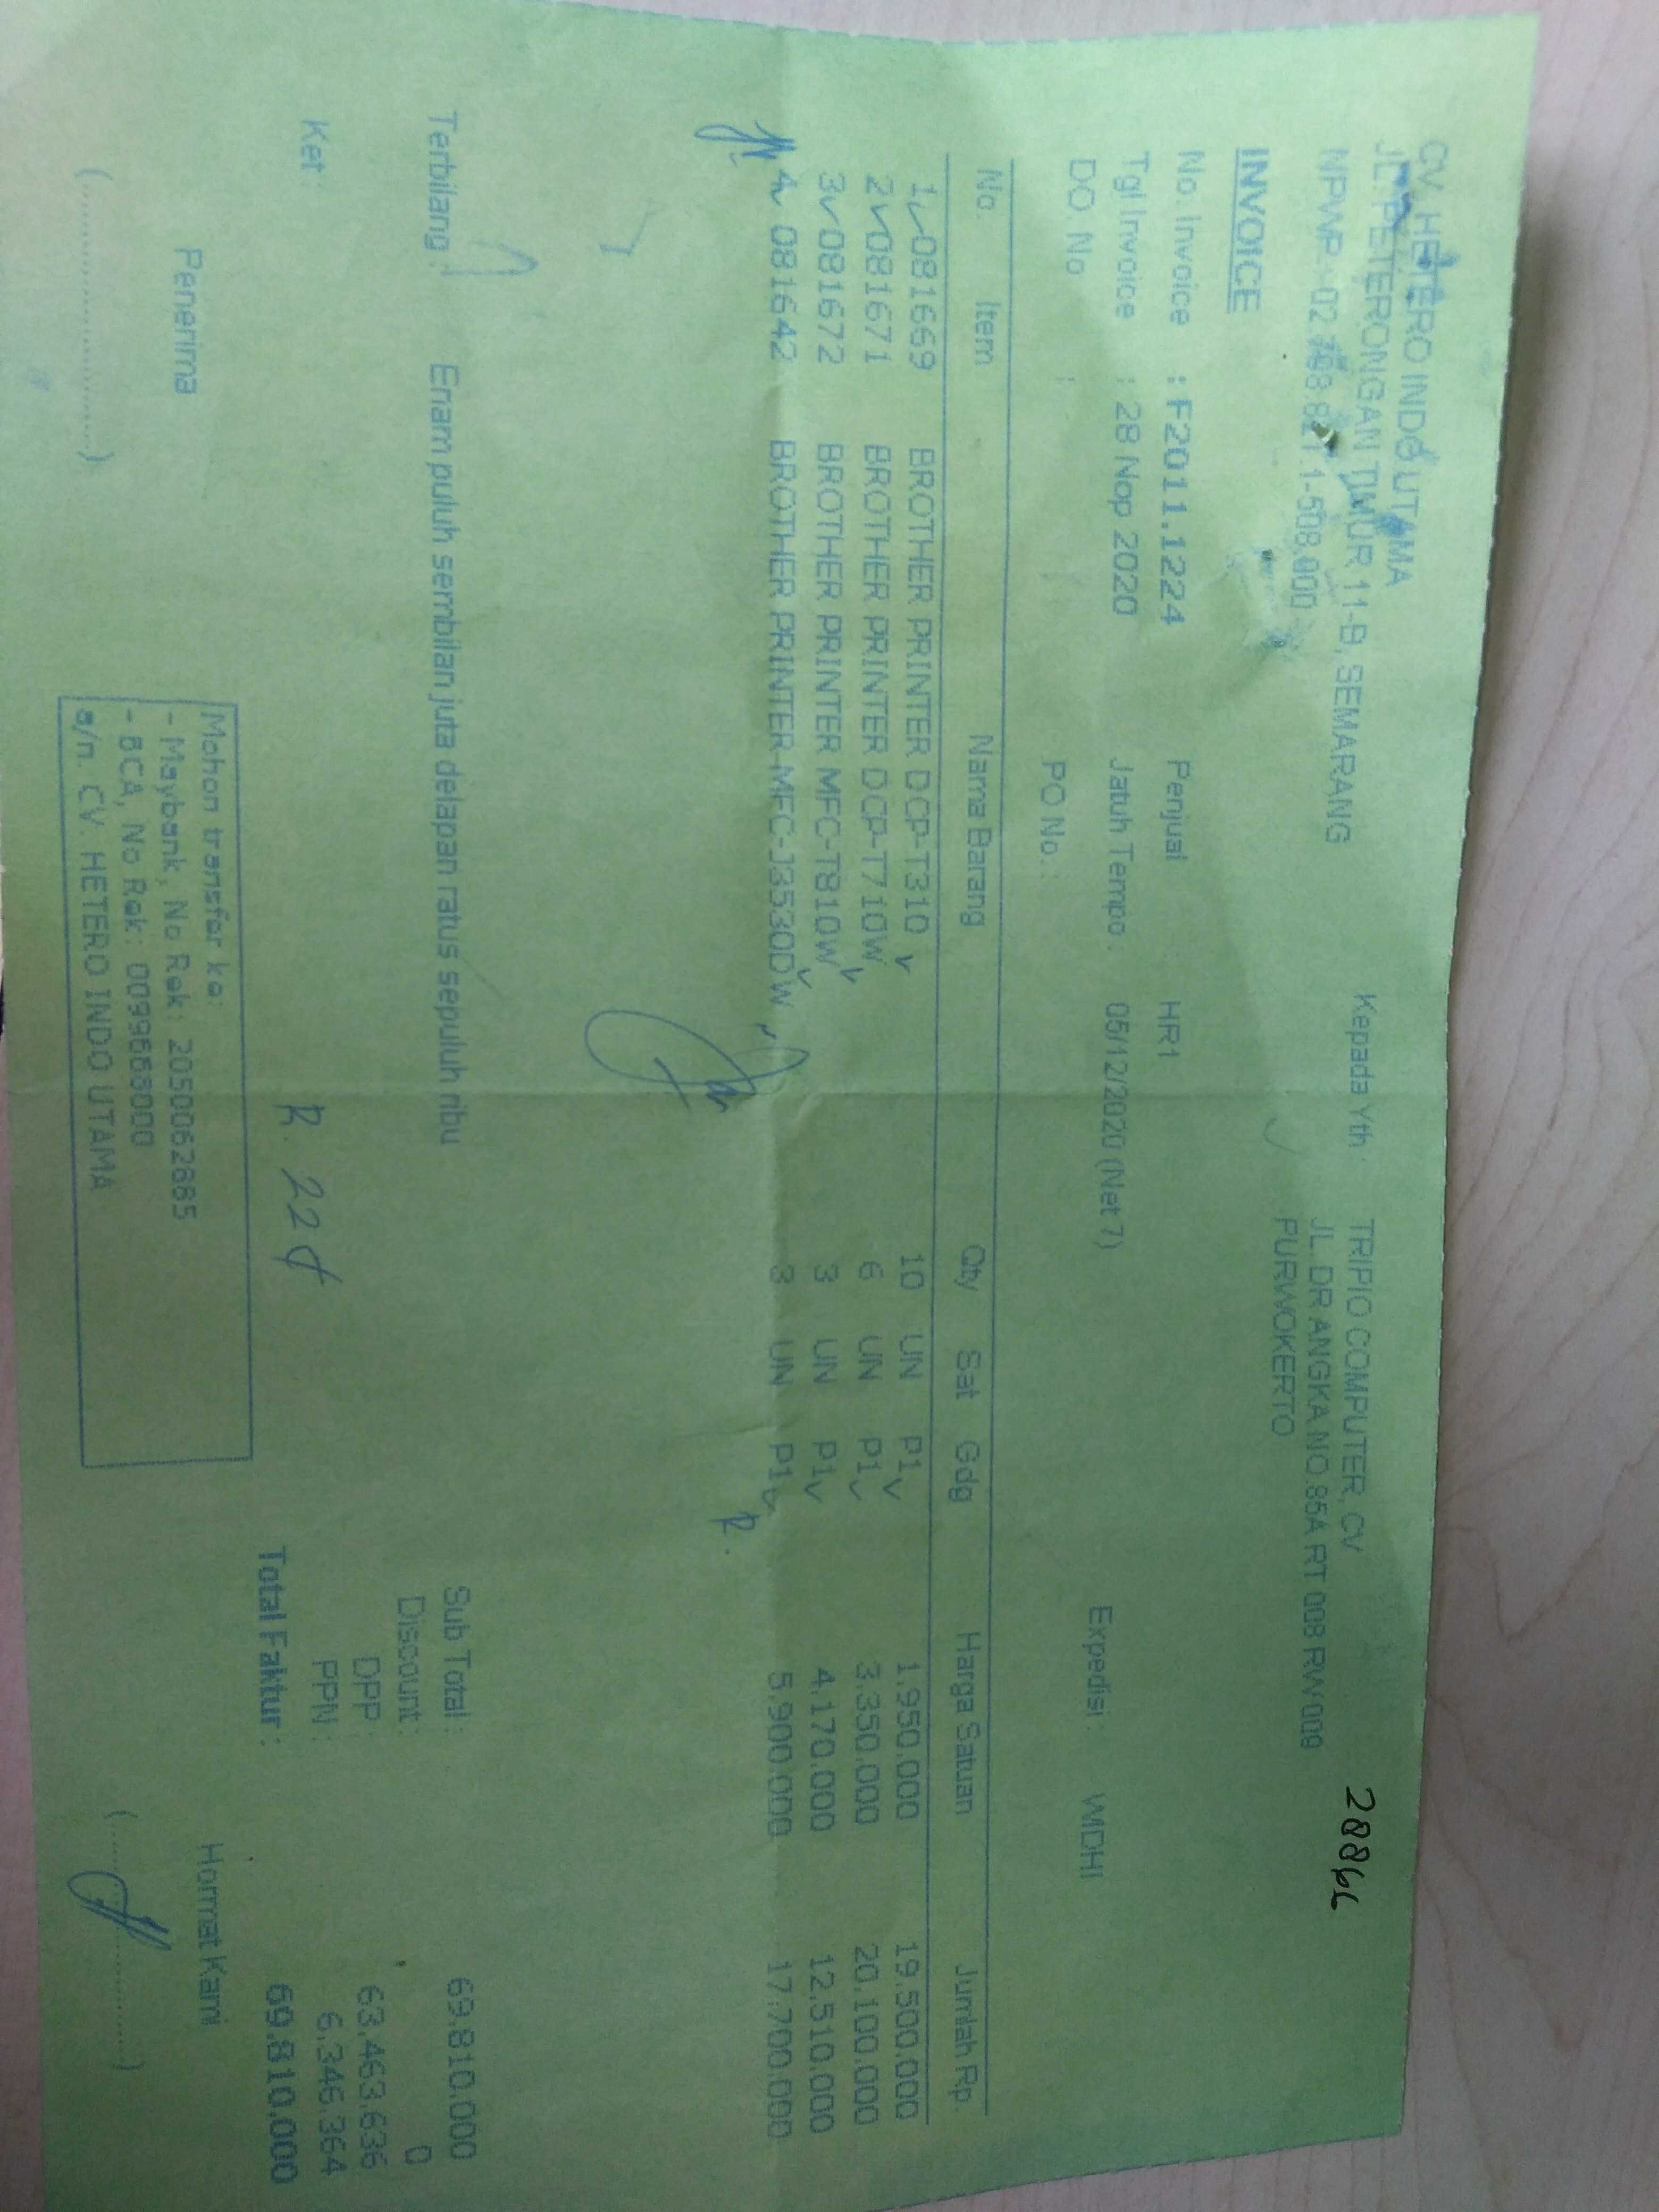 CV. HETERO INDO UTAMA
JL. PETERONGAN TIMUR 11-B, SEMARANG
NPWP : 02.768.827.1-508.000
Kepada Yth : TRIPIO COMPUTER, CV
JL. DR ANGKA NO.85A RT 008 RW 009
PURWOKERTO
INVOICE
No. Invoice : F2011.1224 Penjual HR1
Tgl Invoice : 28 Nop 2020 Jatuh Tempo : 05/12/2020 (Net 7) Expedisi : WIDHI
DO. No : PO No. :
No. Item Nama Barang Qty Sat Gdg Harga Satuan Jumlah Rp.
1 081669 BROTHER PRINTER DCP-T310 10 UN P1 1.950.000 19.500.000
2 081671 BROTHER PRINTER DCP-T710W 6 UN P1 3.350.000 20.100.000
3 081672 BROTHER PRINTER MFC-T810W 3 UN P1 4.170.000 12.510.000
4 081642 BROTHER PRINTER MFC-J3530DW 3 UN P1 5.900.000 17.700.000
Terbilang : Enam puluh sembilan juta delapan ratus sepuluh ribu
Sub Total : 69.810.000
Discount : 0
DPP : 63.463.636
Ket : PPN : 6.346.364
Total Faktur : 69.810.000
Penerima
Hormat Kami
Mohon transfer ke:
- Maybank, No Rek: 2050062885
- BCA, No Rek: 0099668000
a/n. CV. HETERO INDO UTAMA
(..........................) (..........................)